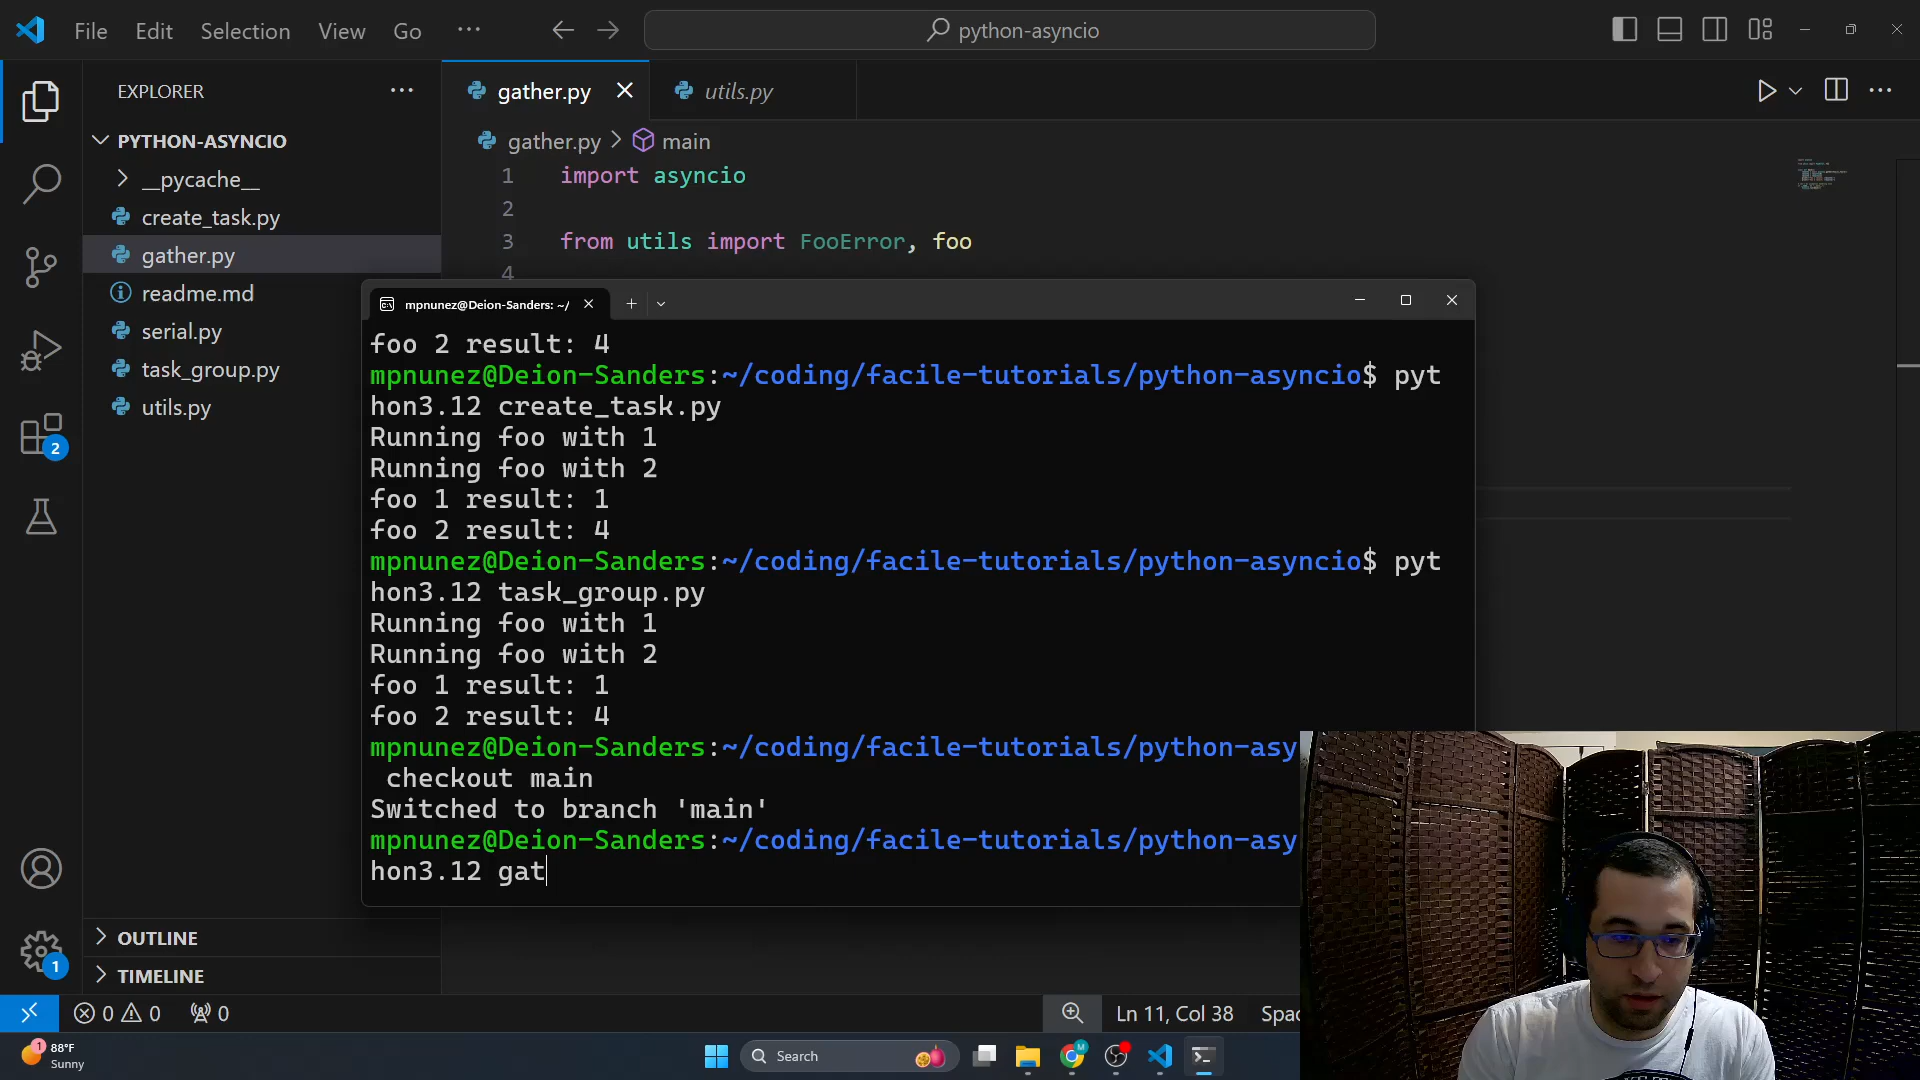 File Edit Selection View Go ··· python-asyncio
EXPLORER
gather.py
utils.py
PYTHON-ASYNCIO
__pycache__
create_task.py
gather.py
readme.md
serial.py
task_group.py
utils.py
OUTLINE
TIMELINE
2
1
gather.py > main
1 import asyncio
2
3 from utils import FooError, foo
4
mpnunez@Deion-Sanders: ~/
foo 2 result: 4
mpnunez@Deion-Sanders:~/coding/facile-tutorials/python-asyncio$ pyt
hon3.12 create_task.py
Running foo with 1
Running foo with 2
foo 1 result: 1
foo 2 result: 4
mpnunez@Deion-Sanders:~/coding/facile-tutorials/python-asyncio$ pyt
hon3.12 task_group.py
Running foo with 1
Running foo with 2
foo 1 result: 1
foo 2 result: 4
mpnunez@Deion-Sanders:~/coding/facile-tutorials/python-asy
checkout main
Switched to branch 'main'
mpnunez@Deion-Sanders:~/coding/facile-tutorials/python-asy
hon3.12 gat
0 0 0 Ln 11, Col 38 Spac
1 88°F
Sunny
Search
M